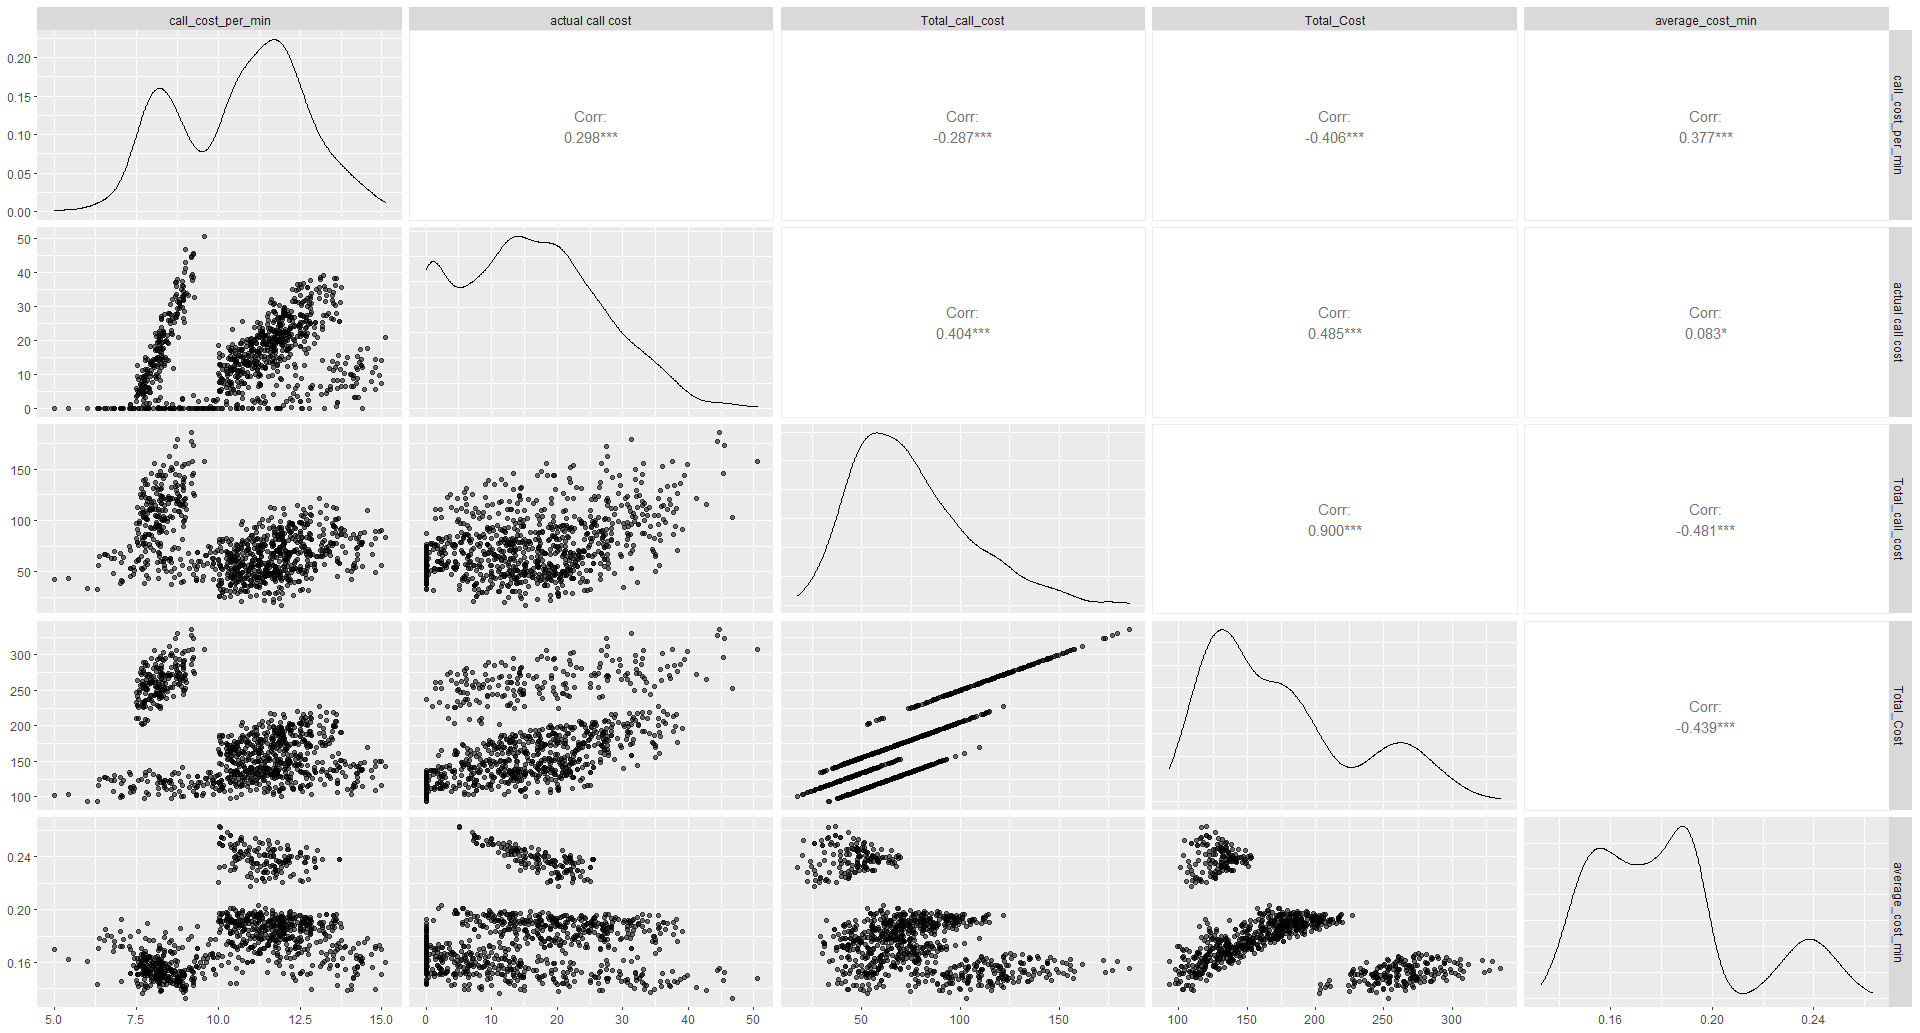 call_cost_per_min
actual call cost
Total_call_cost
Total_Cost
average_cost_min
0.20
0.15
0.10
0.05
0.00
Corr:
0.298***
Corr:
-0.287***
Corr:
-0.406***
Corr:
0.377***
call_cost_per_min
50
40
30
20
10
0
Corr:
0.404***
Corr:
0.485***
Corr:
0.083*
actual call cost
150
100
50
Corr:
0.900***
Corr:
-0.481***
Total_call_cost
300
250
200
150
100
Corr:
-0.439***
Total_Cost
0.24
0.20
0.16
average_cost_min
5.0 7.5 10.0 12.5 15.0
0 10 20 30 40 50
50 100 150
100 150 200 250 300
0.16 0.20 0.24